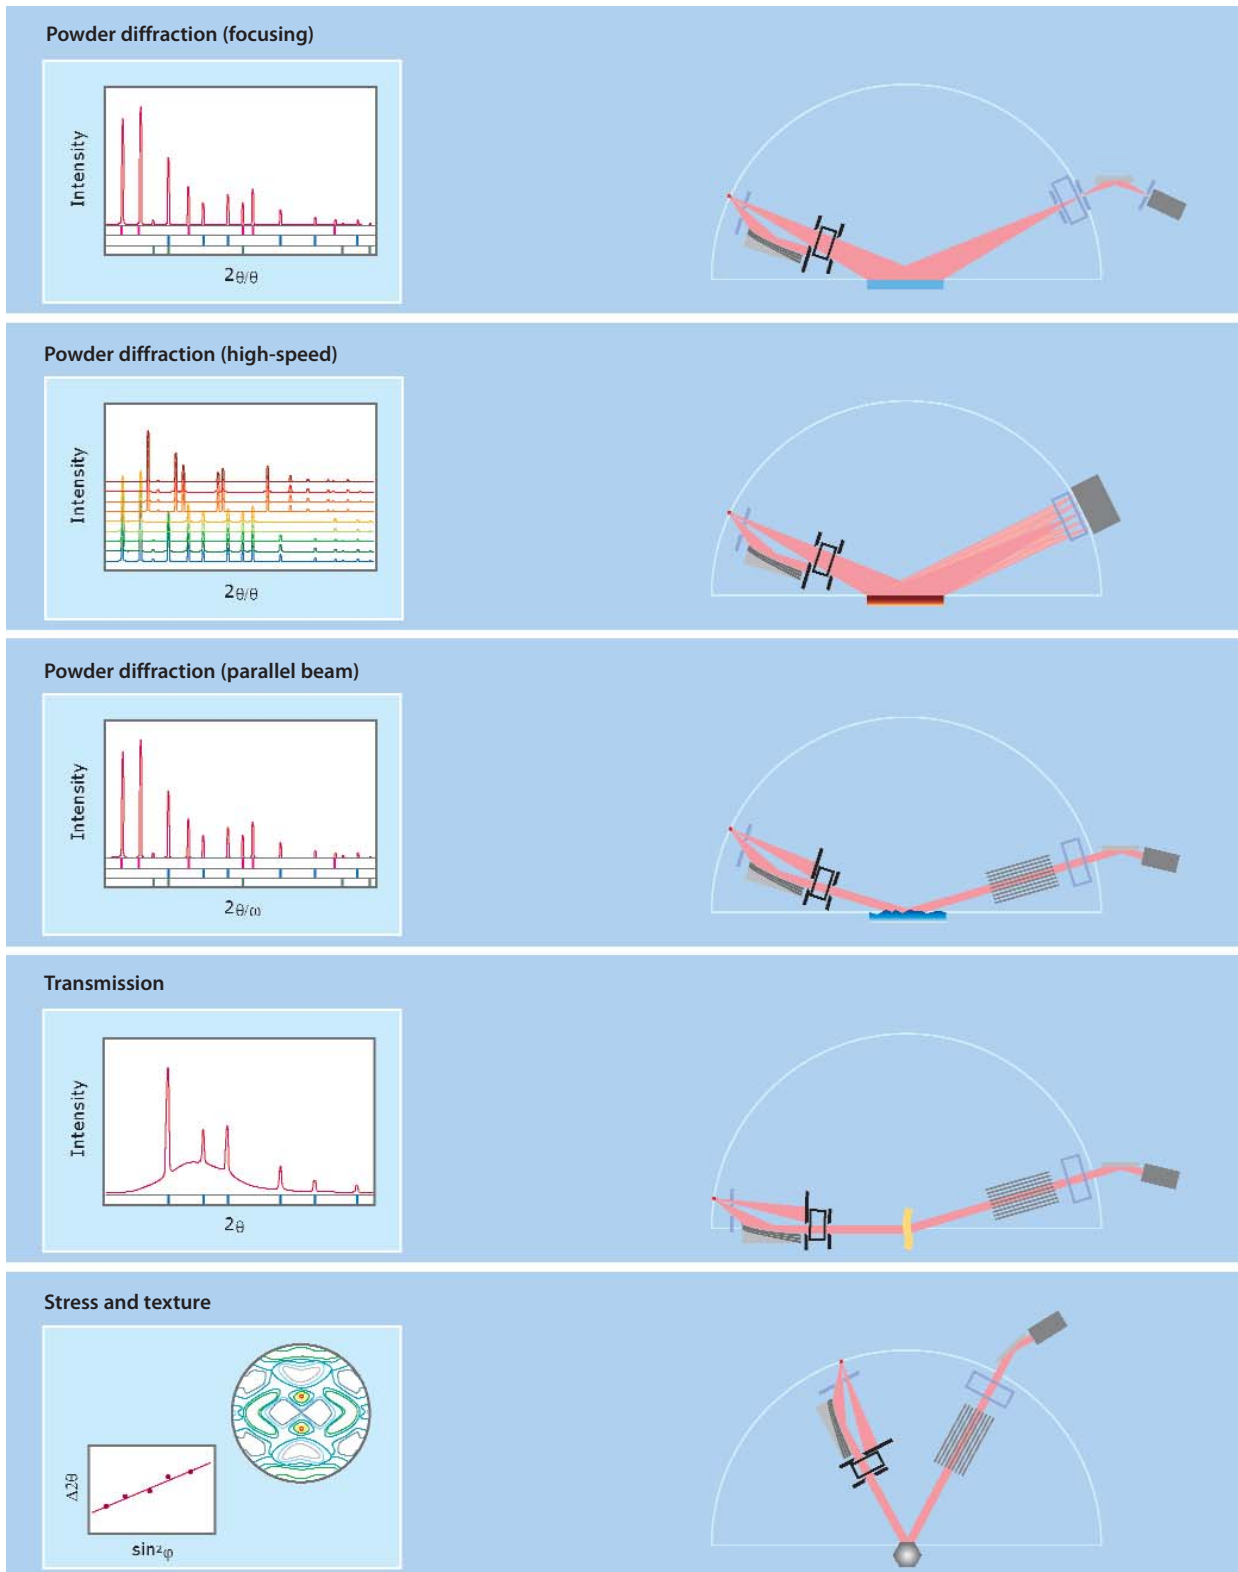 Powder diffraction (focusing)
Intensity
2θ/θ
Powder diffraction (high-speed)
Intensity
2θ/θ
Powder diffraction (parallel beam)
Intensity
2θ/ω
Transmission
Intensity
2θ
Stress and texture
Δ2θ
sin²φ